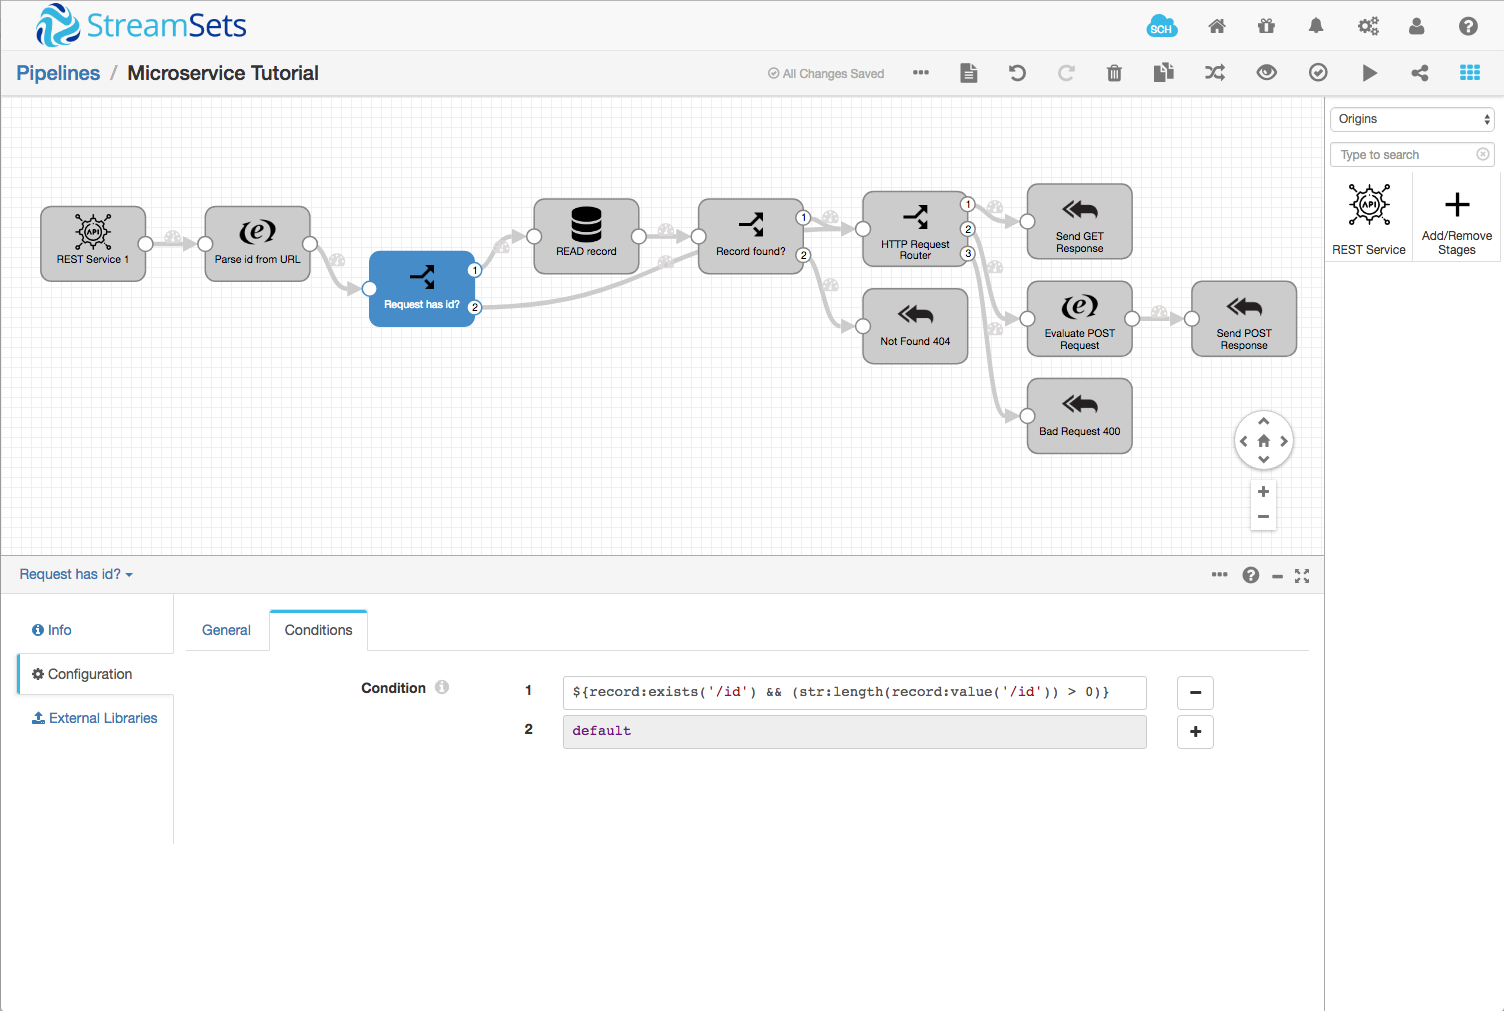 StreamSets
SCH
Pipelines / Microservice Tutorial
All Changes Saved
Origins
Type to search
REST Service
Add/Remove
Stages
REST Service 1
Parse id from URL
Request has id?
1
2
READ record
Record found?
1
2
HTTP Request
Router
1
2
3
Send GET
Response
Not Found 404
Evaluate POST
Request
Send POST
Response
Bad Request 400
Request has id?
Info
Configuration
External Libraries
General
Conditions
Condition
1
${record:exists('/id') && (str:length(record:value('/id')) > 0)}
2
default